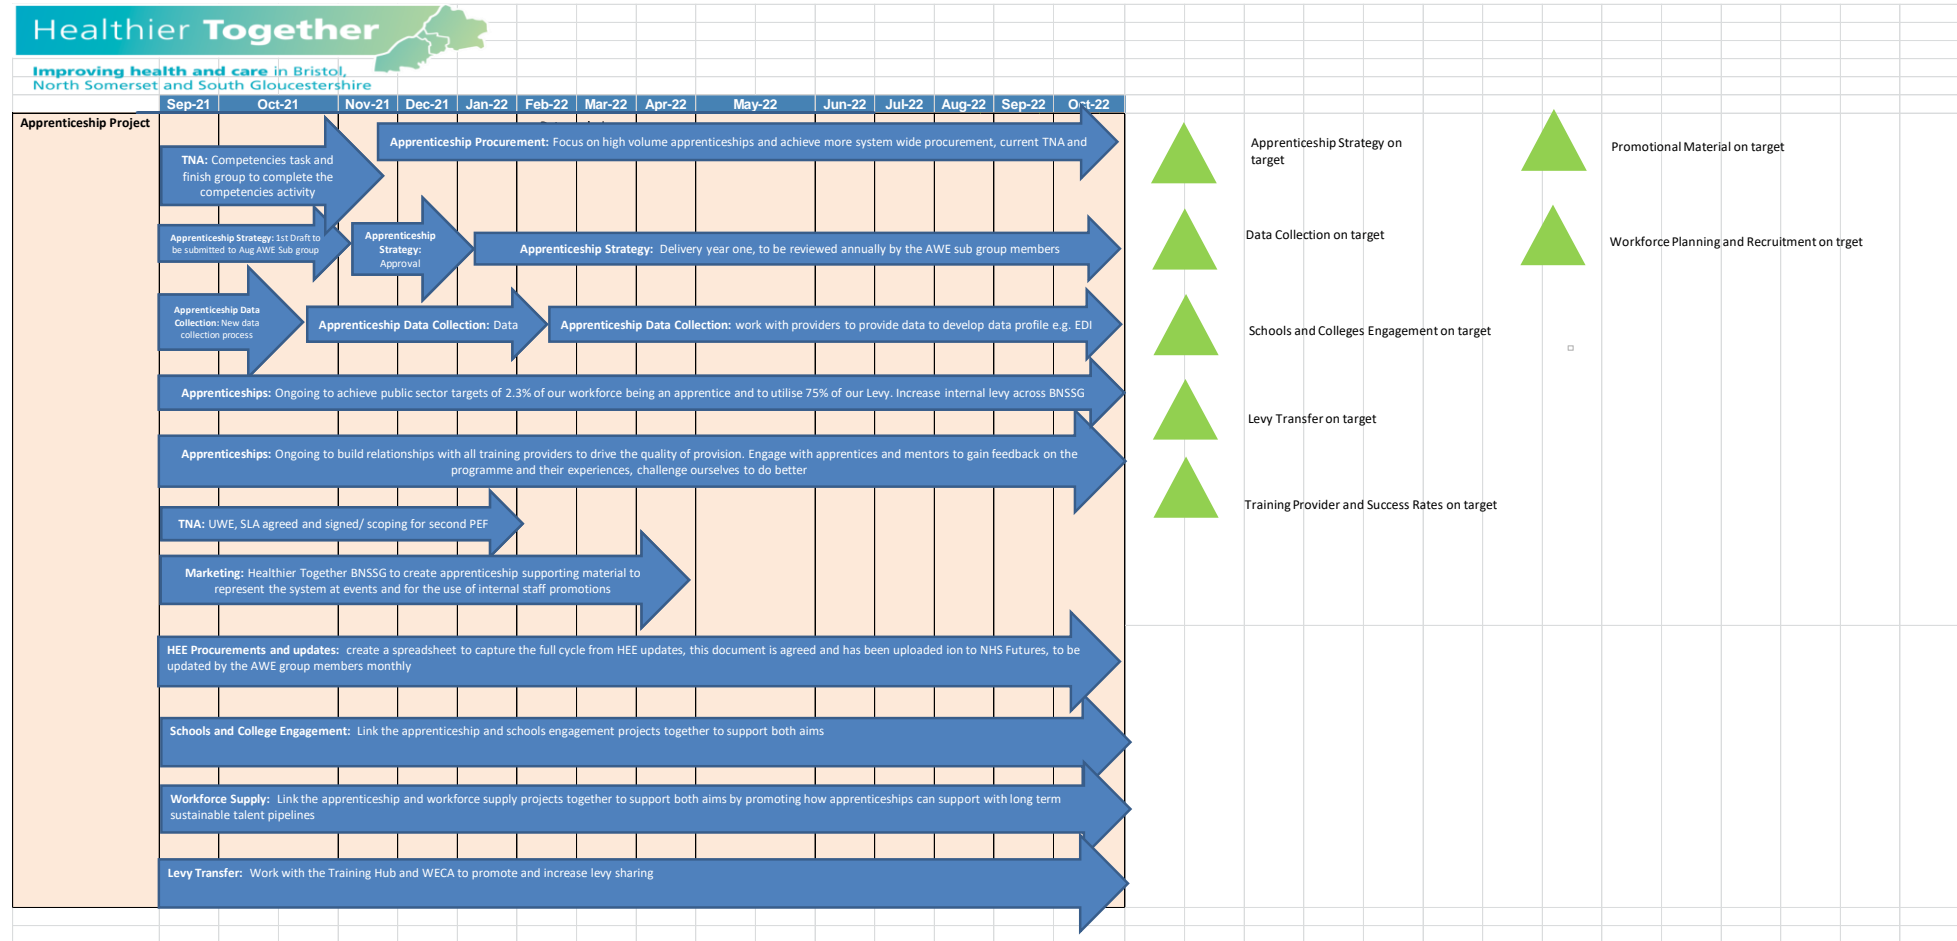 Healthier Together
Improving health and care in Bristol,
North Somerset and South Gloucestershire
Sep-21 Oct-21 Nov-21 Dec-21 Jan-22 Feb-22 Mar-22 Apr-22 May-22 Jun-22 Jul-22 Aug-22 Sep-22 Oct-22
Apprenticeship Project
Apprenticeship Procurement: Focus on high volume apprenticeships and achieve more system wide procurement, current TNA and
TNA: Competencies task and
finish group to complete the
competencies activity
Apprenticeship Strategy: 1st Draft to
be submitted to Aug AWE Sub group
Apprenticeship
Strategy:
Approval
Apprenticeship Strategy: Delivery year one, to be reviewed annually by the AWE sub group members
Apprenticeship Data
Collection: New data
collection process
Apprenticeship Data Collection: Data
Apprenticeship Data Collection: work with providers to provide data to develop data profile e.g. EDI
Apprenticeships: Ongoing to achieve public sector targets of 2.3% of our workforce being an apprentice and to utilise 75% of our Levy. Increase internal levy across BNSSG
Apprenticeships: Ongoing to build relationships with all training providers to drive the quality of provision. Engage with apprentices and mentors to gain feedback on the
programme and their experiences, challenge ourselves to do better
TNA: UWE, SLA agreed and signed/ scoping for second PEF
Marketing: Healthier Together BNSSG to create apprenticeship supporting material to
represent the system at events and for the use of internal staff promotions
HEE Procurements and updates: create a spreadsheet to capture the full cycle from HEE updates, this document is agreed and has been uploaded ion to NHS Futures, to be
updated by the AWE group members monthly
Schools and College Engagement: Link the apprenticeship and schools engagement projects together to support both aims
Workforce Supply: Link the apprenticeship and workforce supply projects together to support both aims by promoting how apprenticeships can support with long term
sustainable talent pipelines
Levy Transfer: Work with the Training Hub and WECA to promote and increase levy sharing
Apprenticeship Strategy on
target
Data Collection on target
Schools and Colleges Engagement on target
Levy Transfer on target
Training Provider and Success Rates on target
Promotional Material on target
Workforce Planning and Recruitment on trget